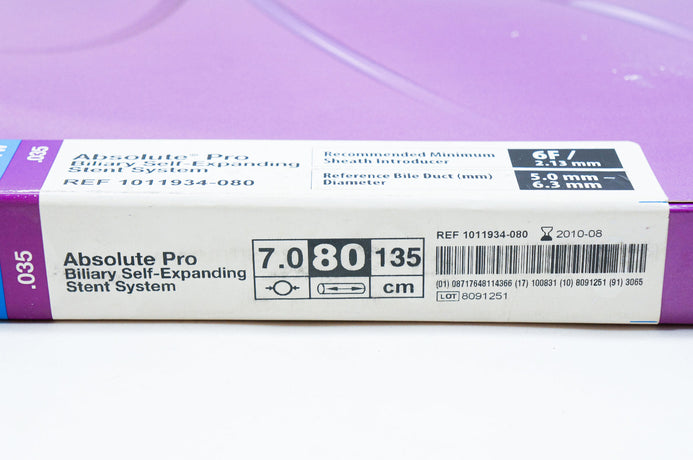 .035
Absolute™ Pro
Biliary Self-Expanding
Stent System
REF 1011934-080
Recommended Minimum
Sheath Introducer
6F /
2.13 mm
Reference Bile Duct (mm)
Diameter
5.0 mm –
6.3 mm
.035
Absolute Pro
Biliary Self-Expanding
Stent System
7.0 80 135
cm
REF 1011934-080 2010-08
(01) 08717648114366 (17) 100831 (10) 8091251 (91) 3065
LOT 8091251